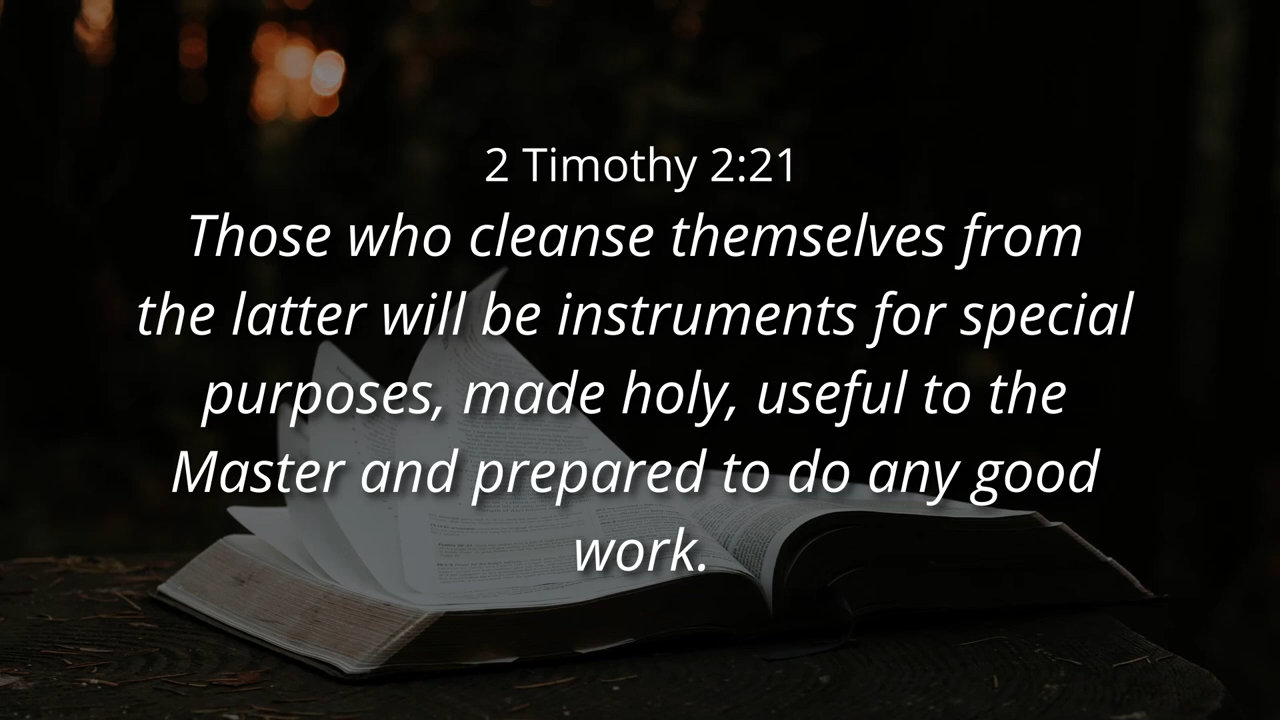 2 Timothy 2:21
Those who cleanse themselves from
the latter will be instruments for special
purposes, made holy, useful to the
Master and prepared to do any good
work.